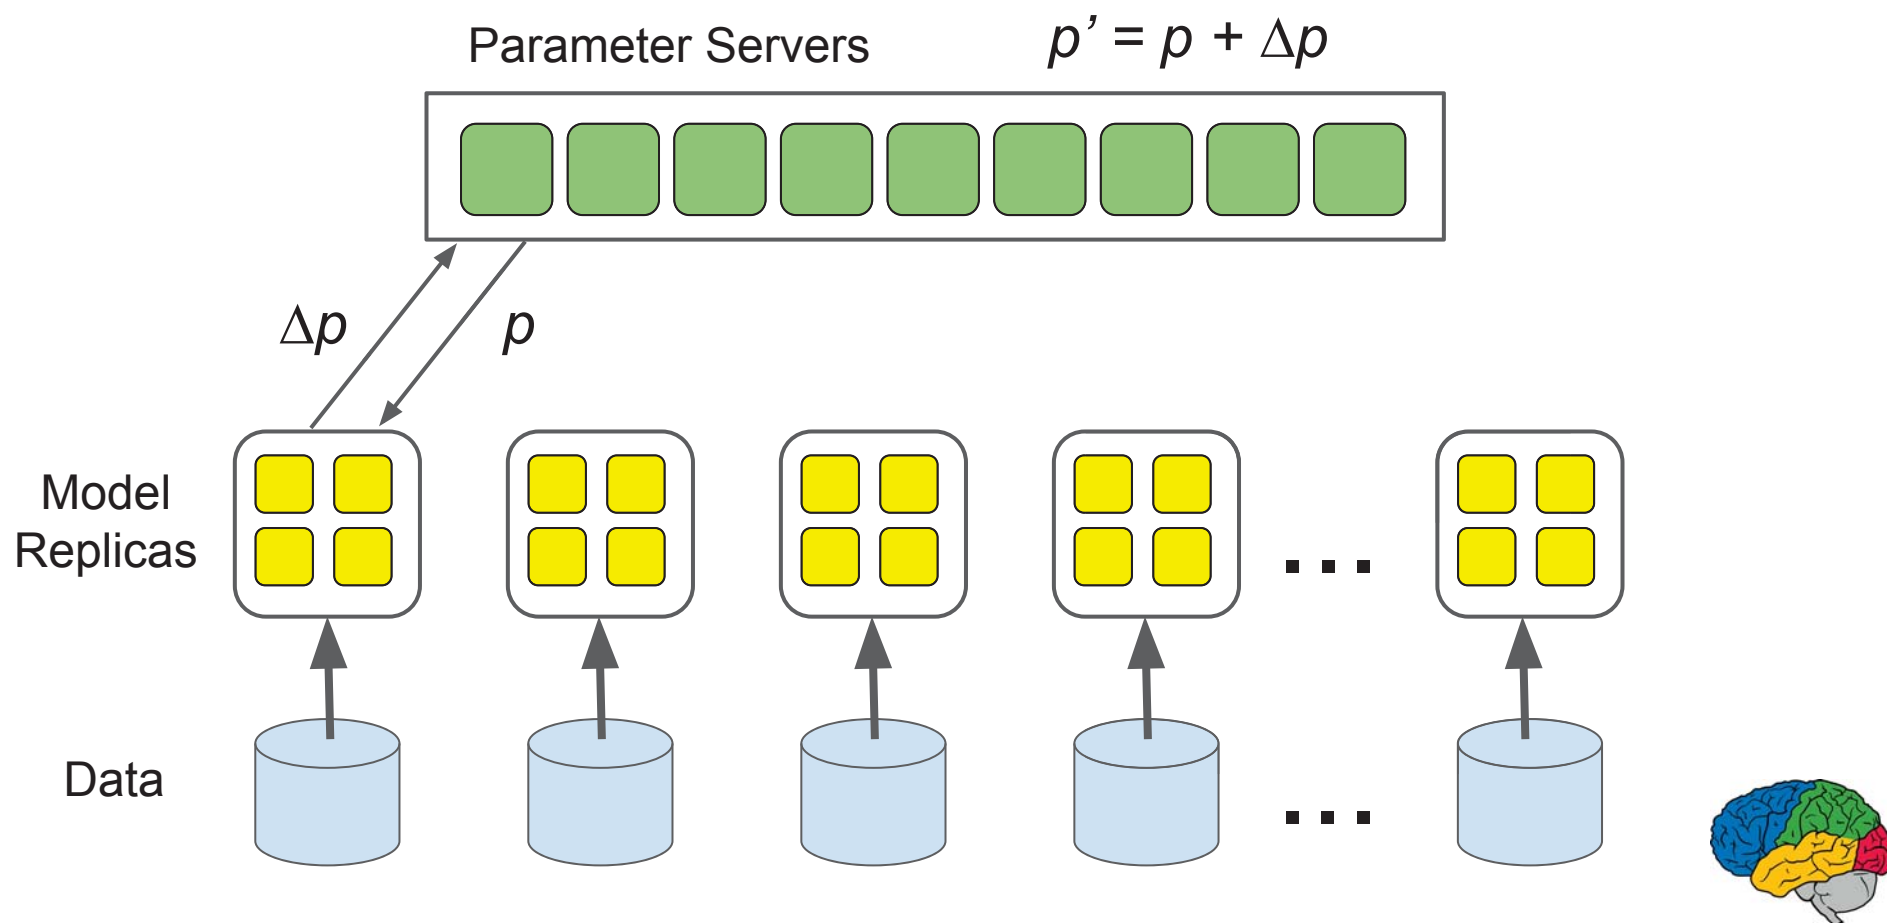 Parameter Servers
p’ = p + Δp
Δp
p
Model
Replicas
. . .
Data
. . .